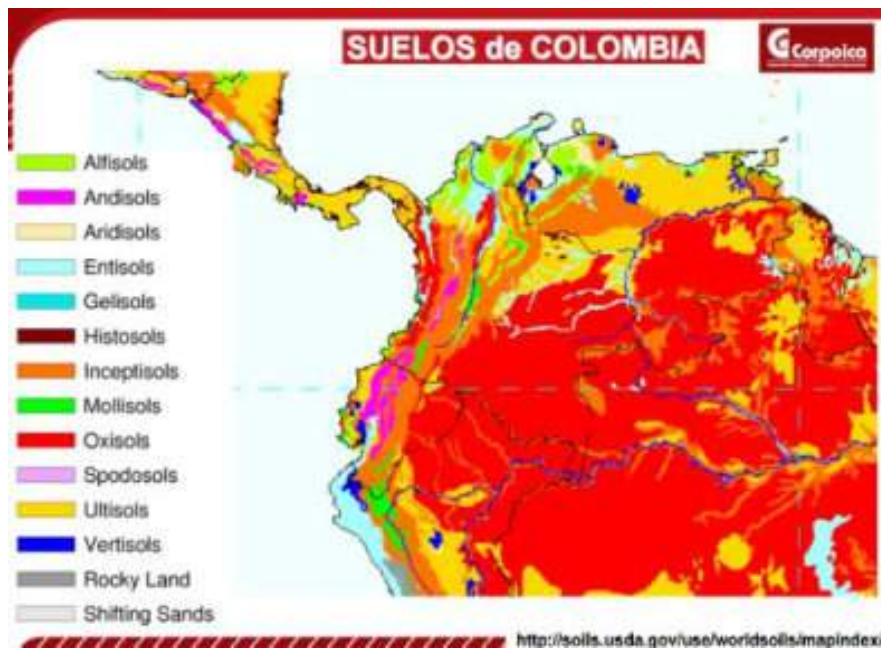 SUELOS de COLOMBIA
Corpoica
Alfisols
Andisols
Aridisols
Entisols
Gelisols
Histosols
Inceptisols
Mollisols
Oxisols
Spodosols
Ultisols
Vertisols
Rocky Land
Shifting Sands
http://soils.usda.gov/use/worldsoils/mapindex/